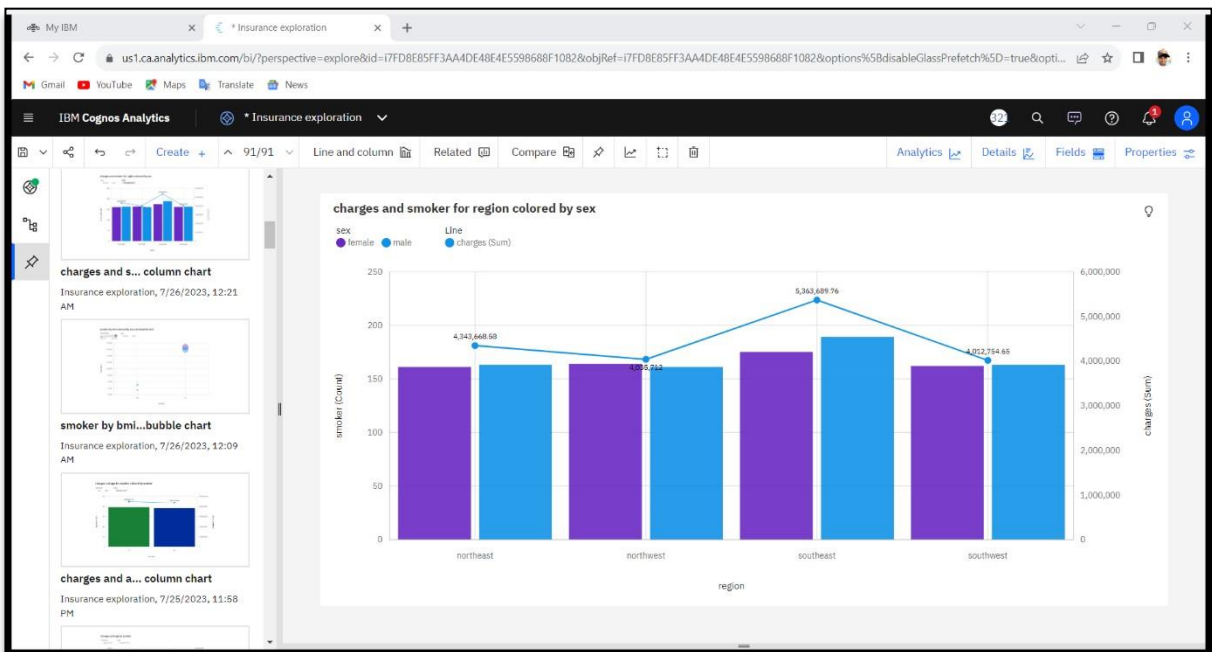 My IBM
* Insurance exploration
us1.ca.analytics.ibm.com/bi/?perspective=explore&id=i7FD8E85FF3AA4DE48E4E5598688F1082&objRef=i7FD8E85FF3AA4DE48E4E5598688F1082&options%5BdisableGlassPrefetch%5D=true&opti...
Gmail YouTube Maps Translate News
IBM Cognos Analytics * Insurance exploration 1
Create + 91/91 Line and column Related Compare Analytics Details Fields Properties
charges and s... column chart
Insurance exploration, 7/26/2023, 12:21
AM
smoker by bmi...bubble chart
Insurance exploration, 7/26/2023, 12:09
AM
charges and a... column chart
Insurance exploration, 7/25/2023, 11:58
PM
charges and smoker for region colored by sex
sex Line
female male charges (Sum)
250 6,000,000
5,363,689.76
5,000,000
200
4,343,668.58
4,012,754.65
4,000,000
150
3,000,000
smoker (Count) charges (Sum)
100
2,000,000
50
1,000,000
0 0
northeast northwest southeast southwest
region